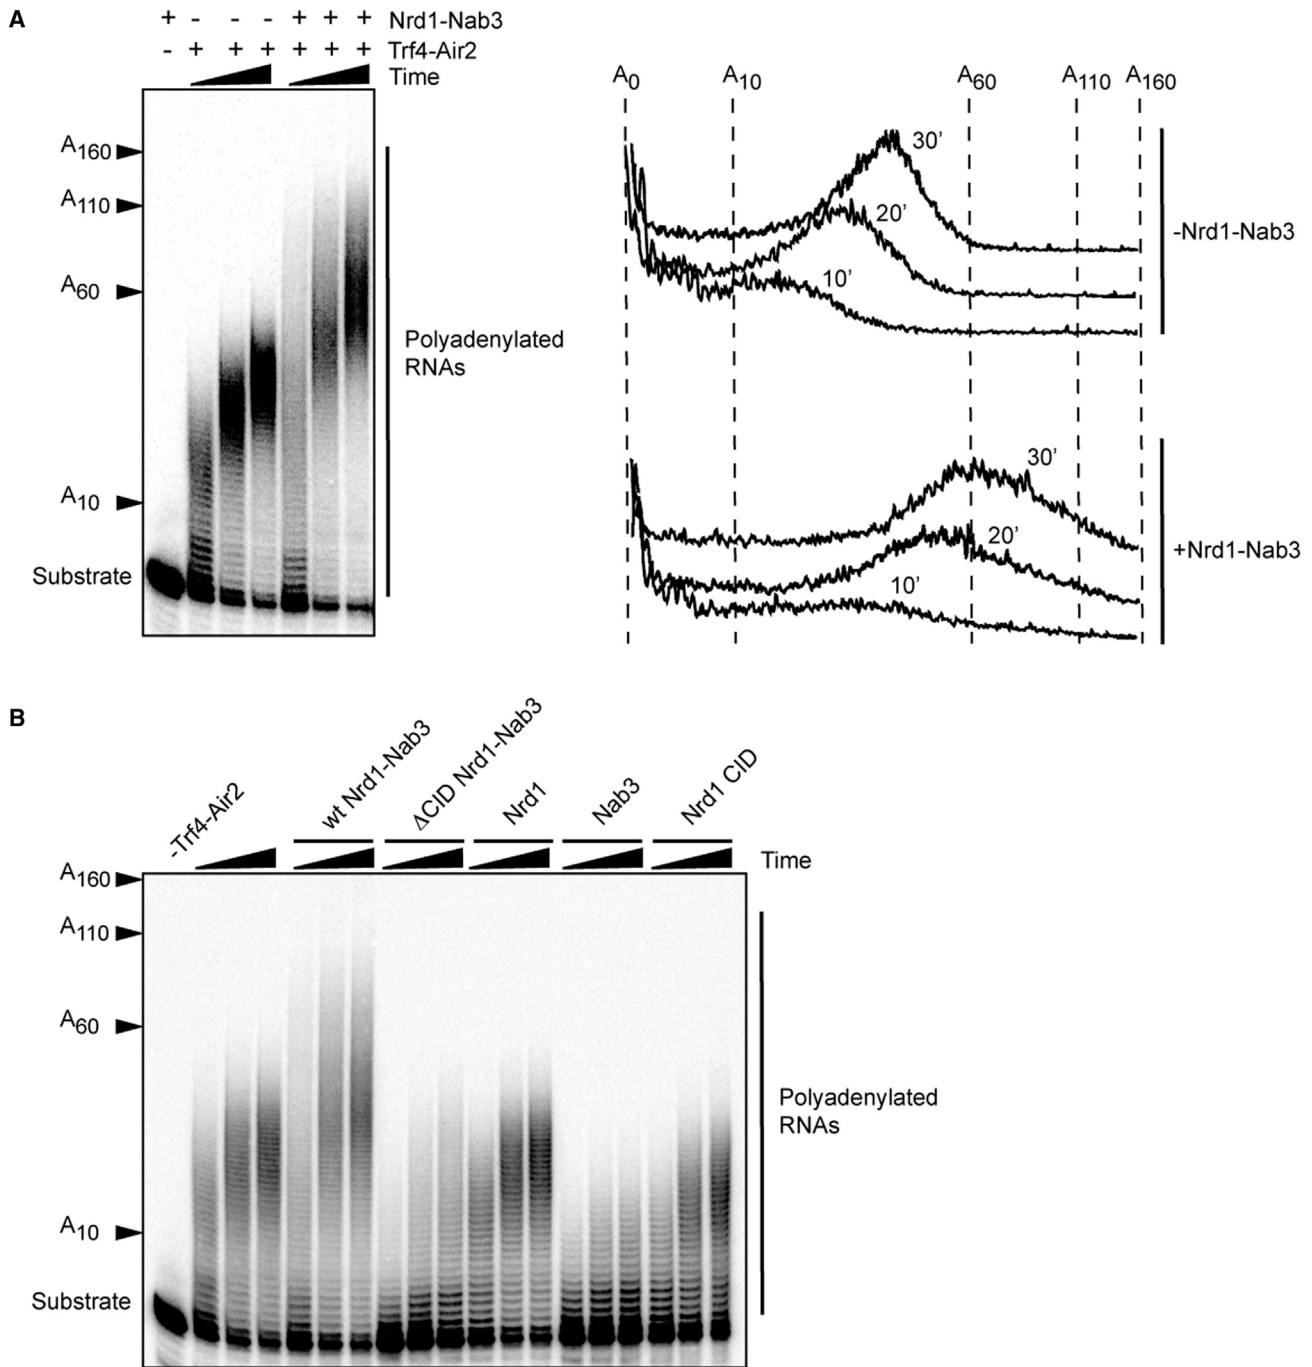 A
+ - - - + + + Nrd1-Nab3
- + + + + + + Trf4-Air2
Time
A160
A110
A60
A10
Substrate
Polyadenylated
RNAs
A0 A10 A60 A110 A160
30'
20'
10'
-Nrd1-Nab3
30'
20'
10'
+Nrd1-Nab3
B
-Trf4-Air2
wt Nrd1-Nab3
ΔCID Nrd1-Nab3
Nrd1
Nab3
Nrd1 CID
Time
A160
A110
A60
A10
Substrate
Polyadenylated
RNAs